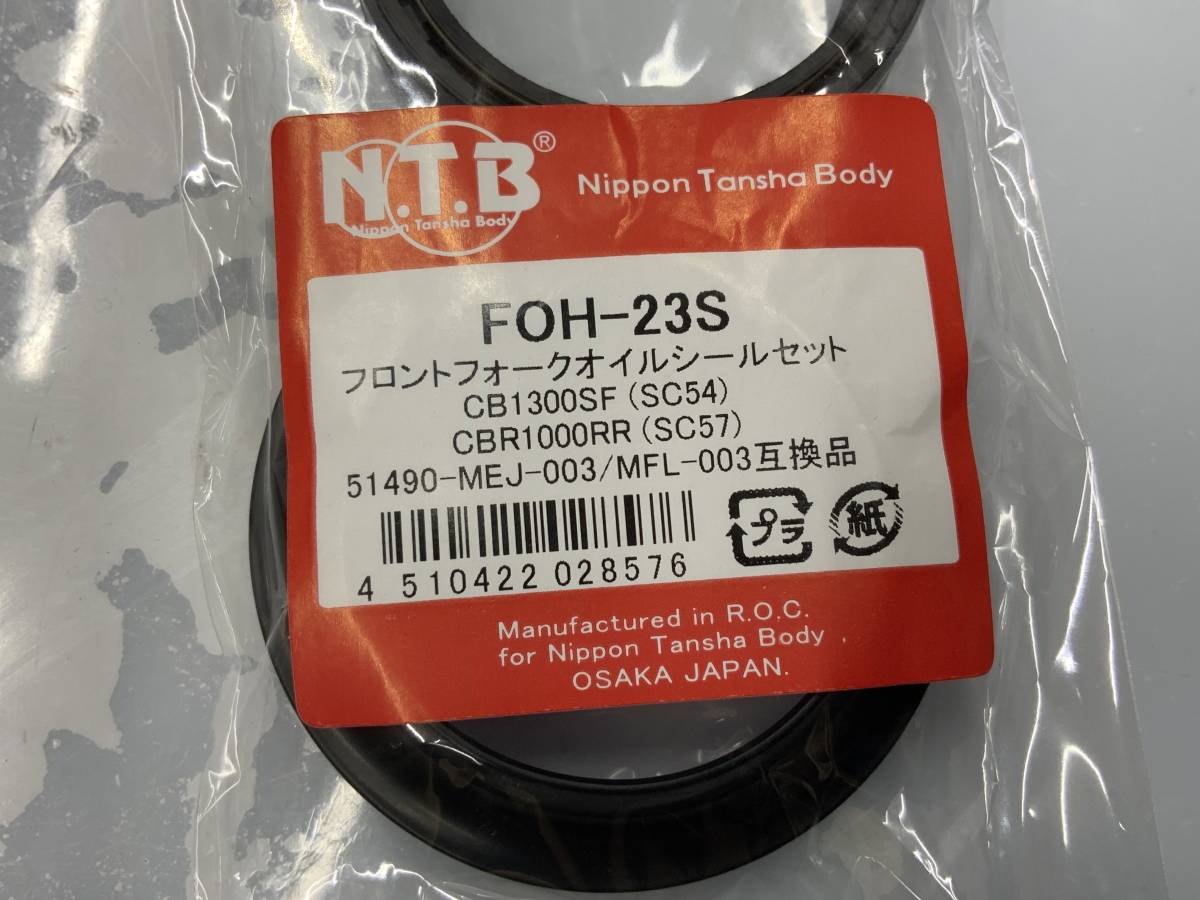 N.T.B®
Nippon Tansha Body
Nippon Tansha Body
FOH-23S
フロントフォークオイルシールセット
CB1300SF (SC54)
CBR1000RR (SC57)
51490-MEJ-003/MFL-003互換品
プラ
紙
4 510422 028576
Manufactured in R.O.C.
for Nippon Tansha Body .
OSAKA JAPAN.